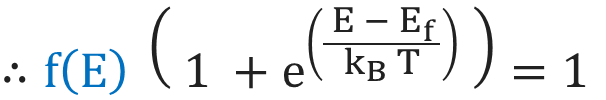 ∴ f(E) ( 1 + e^((E − E_f)/(k_B T)) ) = 1